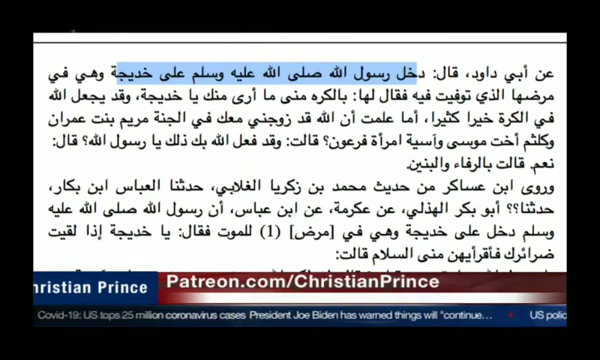 عن أبي داود، قال: دخل رسول الله صلى الله عليه وسلم على خديجة وهي في
مرضها الذي توفيت فيه فقال لها: بالكره منى ما أرى منك يا خديجة، وقد يجعل الله
في الكرة خيرا كثيرا، أما علمت أن الله قد زوجني معك في الجنة مريم بنت عمران
وكلثم أخت موسى وآسية امرأة فرعون؟ قالت: وقد فعل الله بك ذلك يا رسول الله؟ قال:
نعم. قالت بالرفاء والبنين.
وروى ابن عساكر من حديث محمد بن زكريا الغلابي، حدثنا العباس ابن بكار،
حدثنا؟؟ أبو بكر الهذلي، عن عكرمة، عن ابن عباس، أن رسول الله صلى الله عليه
وسلم دخل على خديجة وهي في [مرض] (1) للموت فقال: يا خديجة إذا لقيت
ضرائرك فأقرأيهن منى السلام قالت:
hristian Prince
Patreon.com/ChristianPrince
Covid-19: US tops 25 million coronavirus cases President Joe Biden has warned things will "continue... US polic